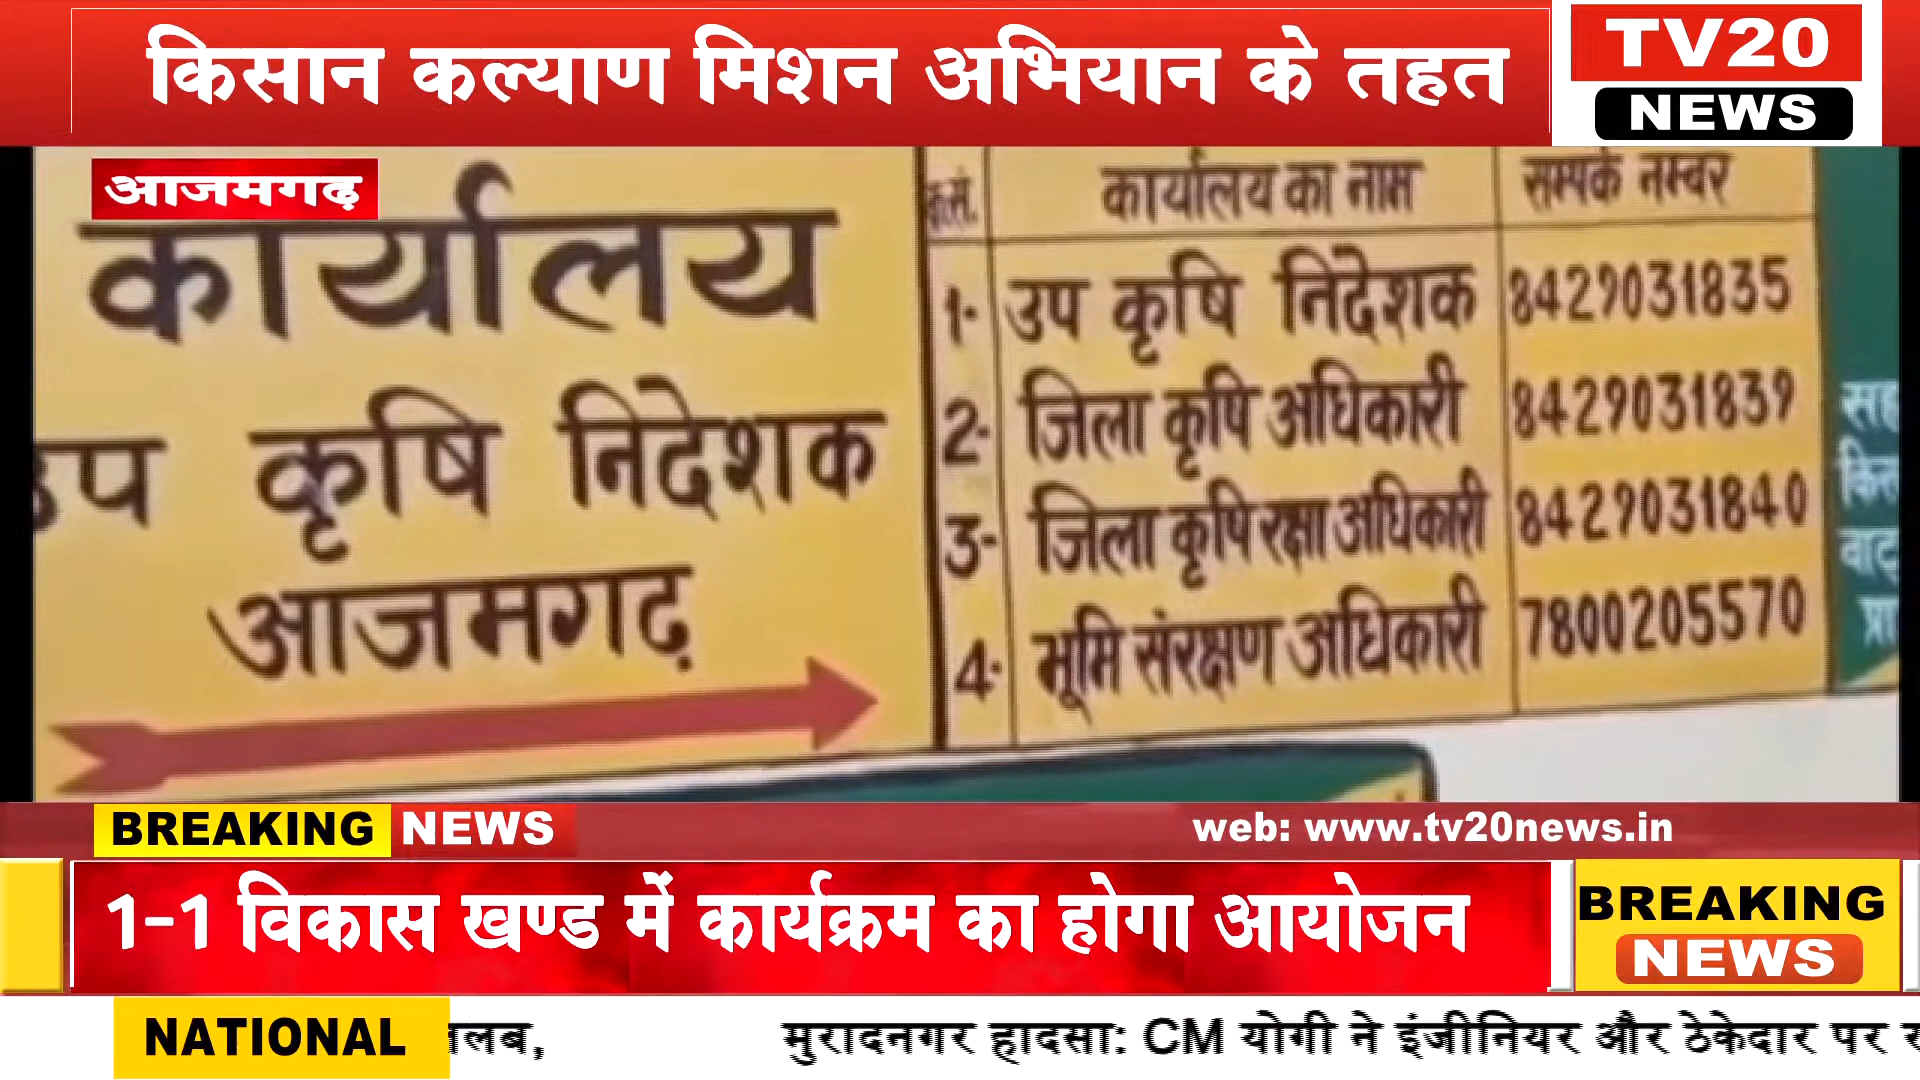 किसान कल्याण मिशन अभियान के तहत
TV20
NEWS
आजमगढ़
कार्यालय
उप कृषि निदेशक
आजमगढ़
क्र.सं. कार्यालय का नाम सम्पर्क नम्बर
1- उप कृषि निदेशक 8429031835
2- जिला कृषि अधिकारी 8429031839
3- जिला कृषि रक्षा अधिकारी 8429031840
4- भूमि संरक्षण अधिकारी 7800205570
BREAKING NEWS
web: www.tv20news.in
1-1 विकास खण्ड में कार्यक्रम का होगा आयोजन
BREAKING
NEWS
NATIONAL
तलब, मुरादनगर हादसा: CM योगी ने इंजीनियर और ठेकेदार पर